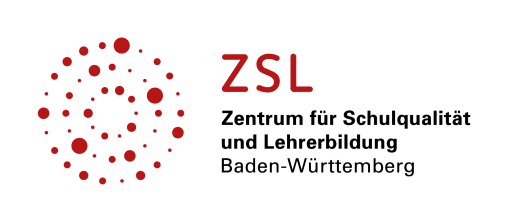 ZSL
Zentrum für Schulqualität
und Lehrerbildung
Baden-Württemberg